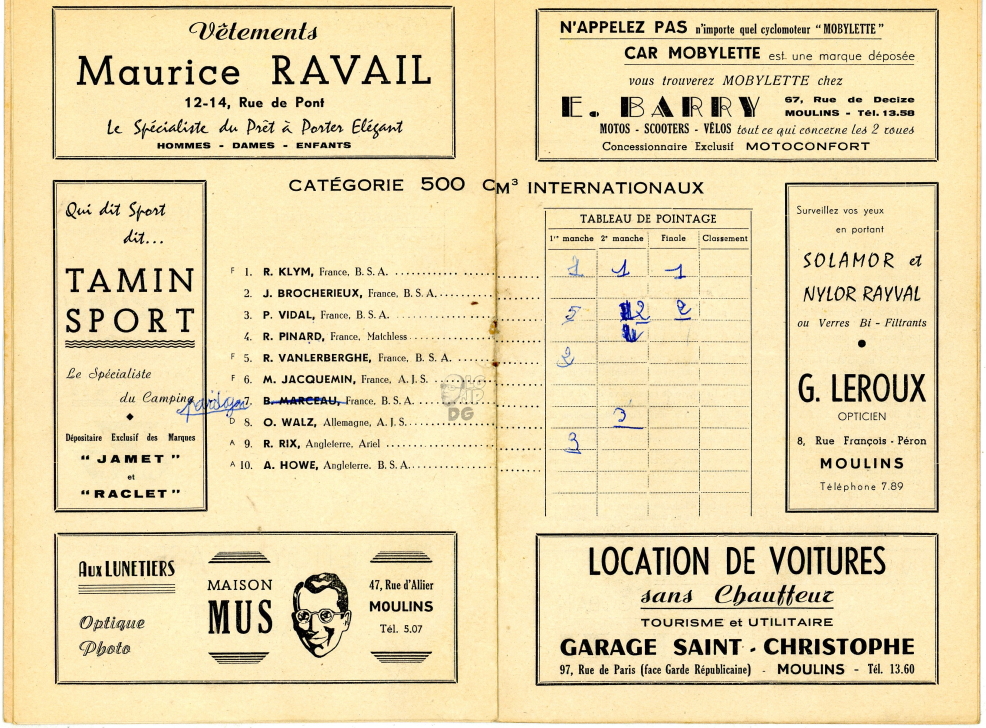 Vêtements
Maurice RAVAIL
12-14, Rue de Pont
Le Spécialiste du Prêt à Porter Elégant
HOMMES - DAMES - ENFANTS
N'APPELEZ PAS n'importe quel cyclomoteur "MOBYLETTE"
CAR MOBYLETTE est une marque déposée
vous trouverez MOBYLETTE chez
E. BARRY
67, Rue de Decize
MOULINS - Tél. 13.58
MOTOS - SCOOTERS - VÉLOS tout ce qui concerne les 2 roues
Concessionnaire Exclusif MOTOCONFORT
CATÉGORIE 500 CM³ INTERNATIONAUX
Qui dit Sport
dit...
TAMIN
SPORT
Le Spécialiste
du Camping
Dépositaire Exclusif des Marques
"JAMET"
et
"RACLET"
TABLEAU DE POINTAGE
1re manche 2e manche Finale Classement
F 1. R. KLYM, France, B. S. A. 1 1 1
2. J. BROCHERIEUX, France, B. S. A.
3. P. VIDAL, France, B. S. A. 5 2 2
4. R. PINARD, France, Matchless
F 5. R. VANLERBERGHE, France, B. S. A. 2
F 6. M. JACQUEMIN, France, A. J. S.
7. B. MARCEAU, France, B. S. A.
D 8. O. WALZ, Allemagne, A. J. S. 3
A 9. R. RIX, Angleterre, Ariel 3
A 10. A. HOWE, Angleterre, B. S. A.
DG
Surveillez vos yeux
en portant
SOLAMOR et
NYLOR RAYVAL
ou Verres Bi-Filtrants
G. LEROUX
OPTICIEN
8, Rue François-Péron
MOULINS
Téléphone 7.89
Aux LUNETIERS
Optique
Photo
MAISON
MUS
47, Rue d'Allier
MOULINS
Tél. 5.07
LOCATION DE VOITURES
sans Chauffeur
TOURISME et UTILITAIRE
GARAGE SAINT-CHRISTOPHE
97, Rue de Paris (face Garde Républicaine) - MOULINS - Tél. 13.60